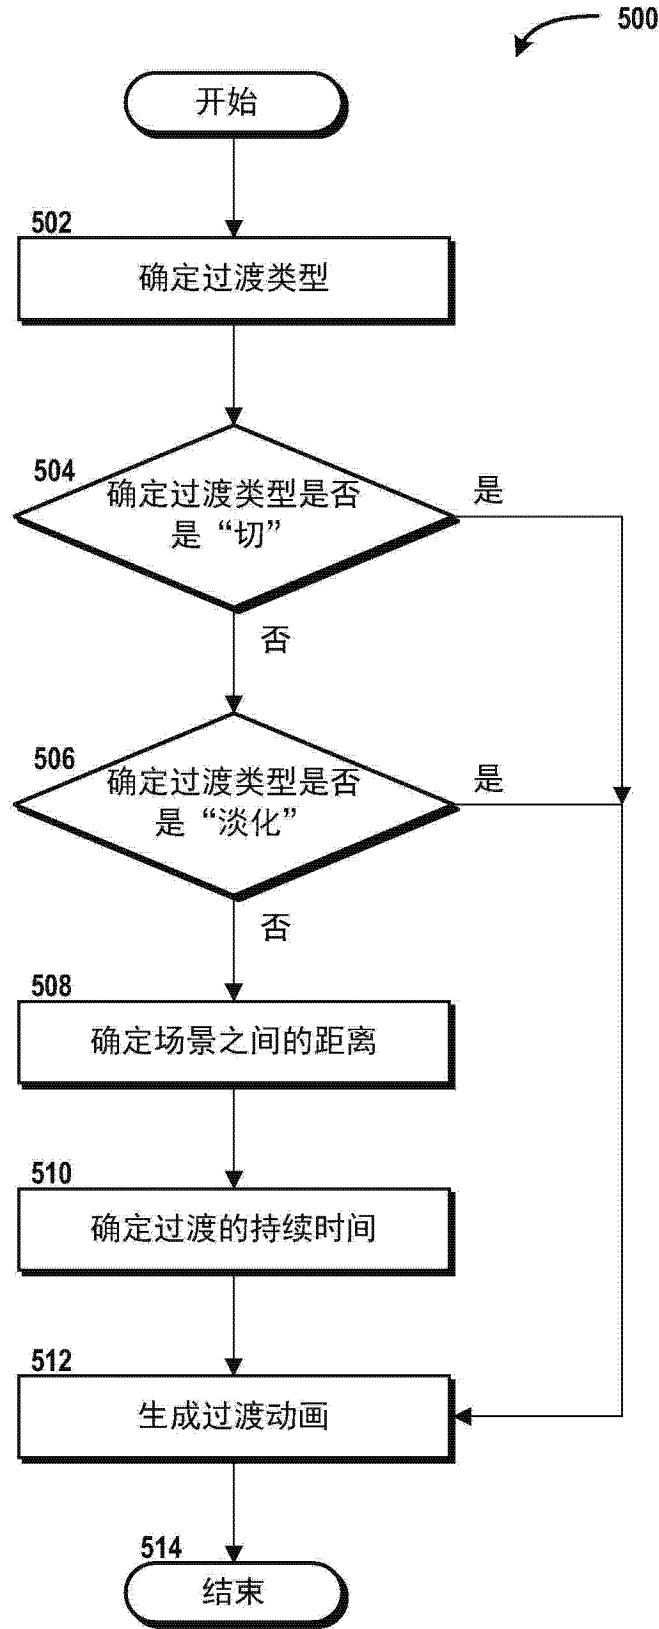 500
开始
502
确定过渡类型
504
确定过渡类型是否
是“切”
是
否
506
确定过渡类型是否
是“淡化”
是
否
508
确定场景之间的距离
510
确定过渡的持续时间
512
生成过渡动画
514
结束